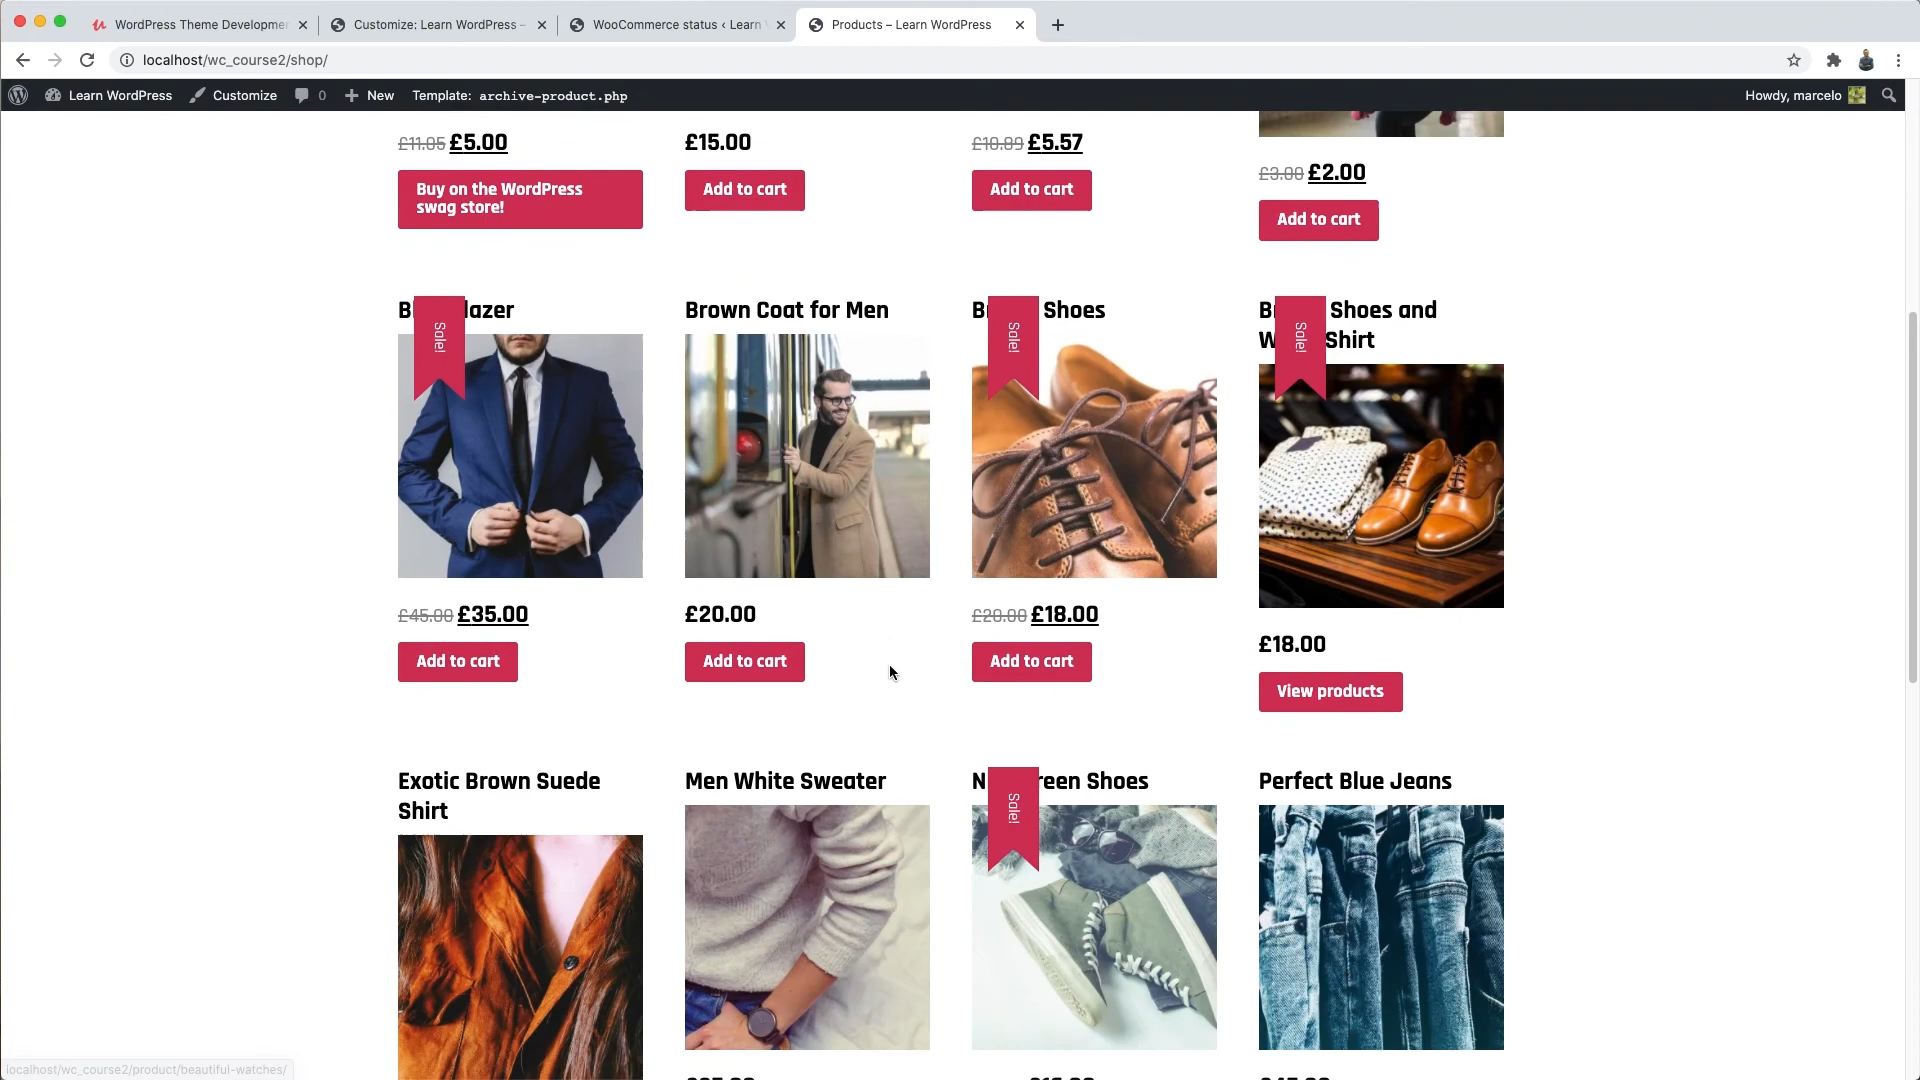 WordPress Theme Developmen
Customize: Learn WordPress –
WooCommerce status ‹ Learn
Products – Learn WordPress
localhost/wc_course2/shop/
Learn WordPress
Customize
0
New
Template: archive-product.php
Howdy, marcelo
£11.05 £5.00
£15.00
£10.89 £5.57
£3.00 £2.00
Buy on the WordPress
swag store!
Add to cart
Add to cart
Add to cart
Sale!
lazer
Brown Coat for Men
Sale!
Shoes
Sale!
Shoes and
Shirt
£45.00 £35.00
£20.00
£20.00 £18.00
£18.00
Add to cart
Add to cart
Add to cart
View products
Exotic Brown Suede
Shirt
Men White Sweater
Sale!
reen Shoes
Perfect Blue Jeans
localhost/wc_course2/product/beautiful-watches/